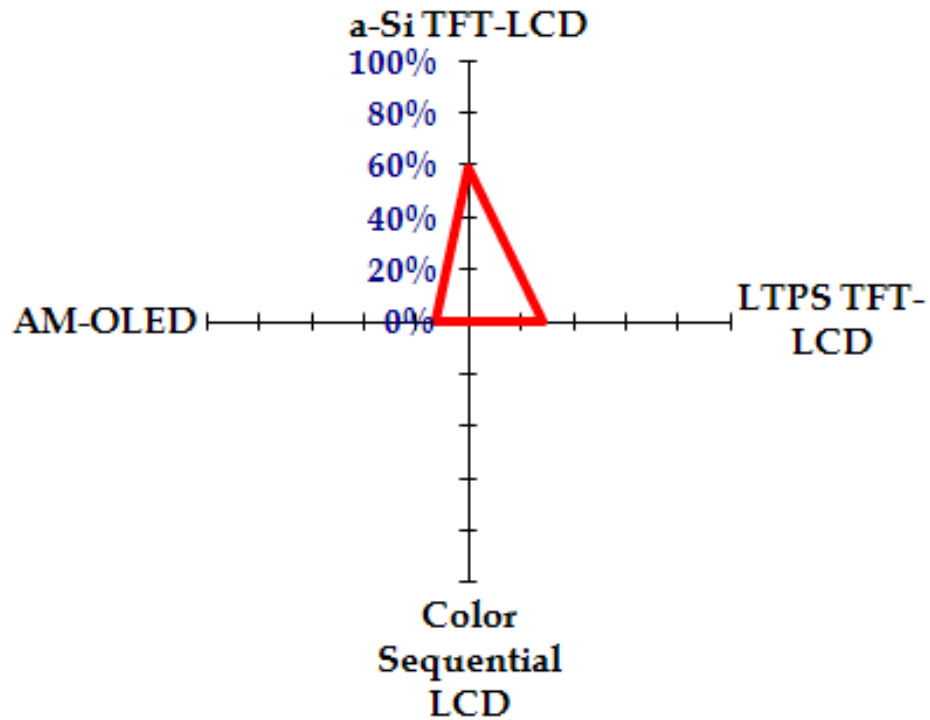 a-Si TFT-LCD
100%
80%
60%
40%
20%
0%
AM-OLED
LTPS TFT-
LCD
Color
Sequential
LCD